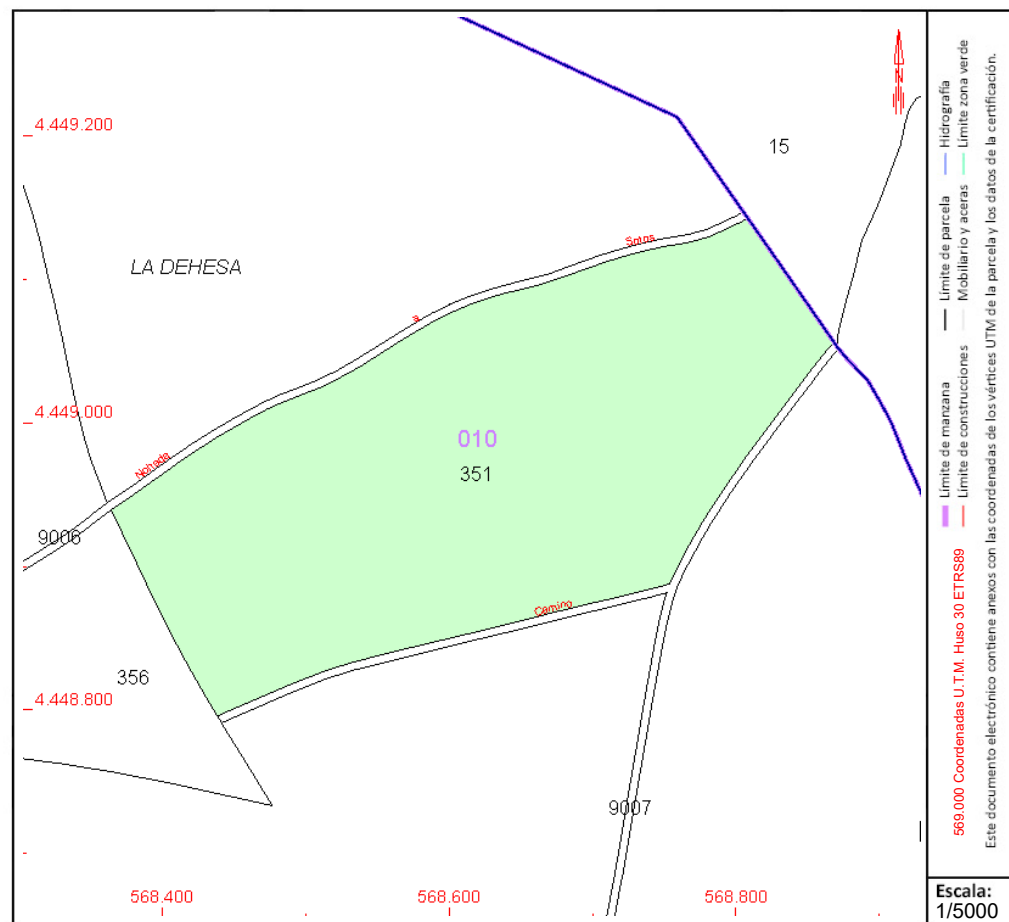 4.449.200
15
Sotos
LA DEHESA
a
4.449.000
010
351
Noheda
9006
Camino
356
4.448.800
9007
568.400
568.600
568.800
N
Hidrografía
Límite zona verde
Límite de parcela
Mobiliario y aceras
Límite de manzana
Límite de construcciones
569.000 Coordenadas U.T.M. Huso 30 ETRS89
Este documento electrónico contiene anexos con las coordenadas de los vértices UTM de la parcela y los datos de la certificación.
Escala:
1/5000